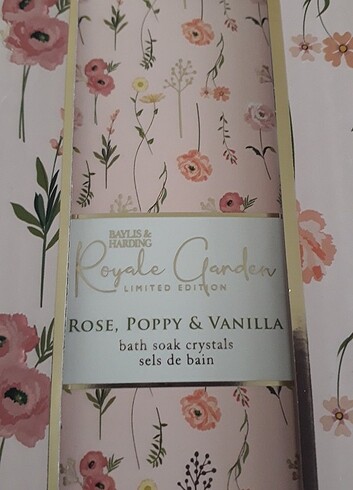 BAYLIS &
HARDING
Royale Garden
LIMITED EDITION
ROSE, POPPY & VANILLA
bath soak crystals
sels de bain